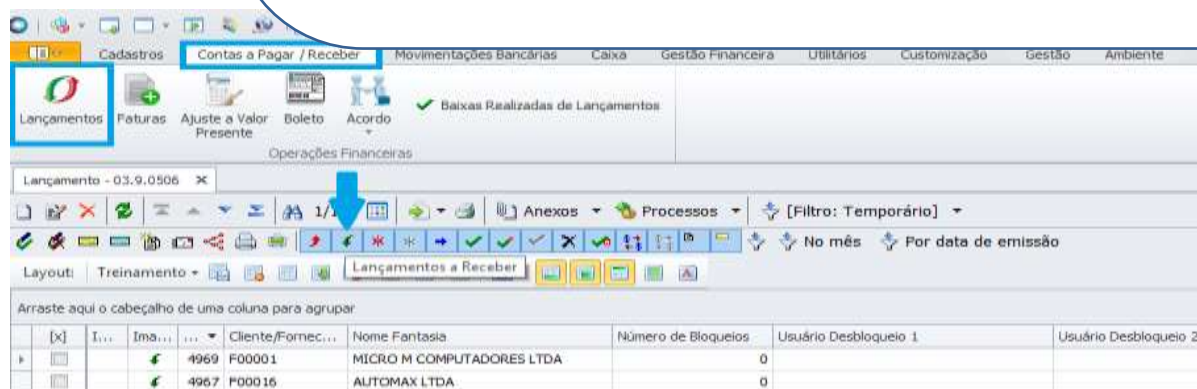 Cadastros Contas a Pagar / Receber Movimentações Bancárias Caixa Gestão Financeira Utilitários Customização Gestão Ambiente
Lançamentos Faturas Ajuste a Valor Presente Boleto Acordo Baixas Realizadas de Lançamentos
Operações Financeiras
Lançamento - 03.9.0506
Anexos Processos [Filtro: Temporário]
No mês Por data de emissão
Layout: Treinamento Lançamentos a Receber
Arraste aqui o cabeçalho de uma coluna para agrupar
[x] I... Ima... ... Cliente/Fornec... Nome Fantasia Número de Bloqueios Usuário Desbloqueio 1 Usuário Desbloqueio 2
4969 F00001 MICRO M COMPUTADORES LTDA 0
4967 F00016 AUTOMAX LTDA 0